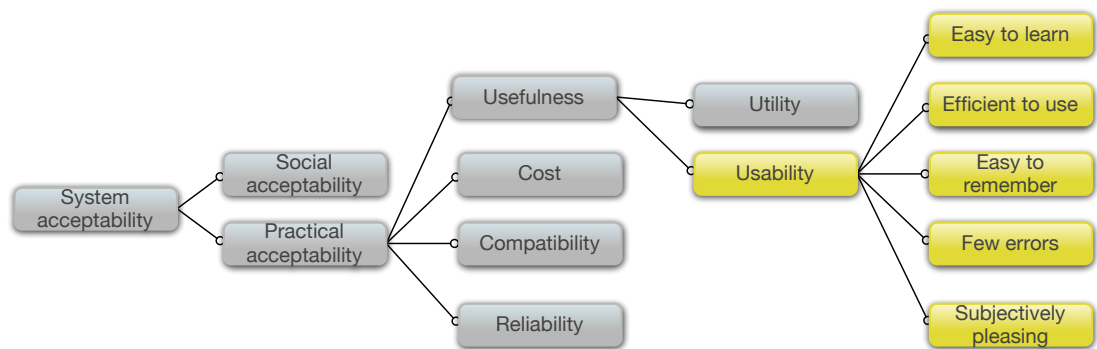 Easy to learn
Usefulness
Utility
Efficient to use
Social
acceptability
Cost
Usability
Easy to
remember
System
acceptability
Practical
acceptability
Compatibility
Few errors
Reliability
Subjectively
pleasing